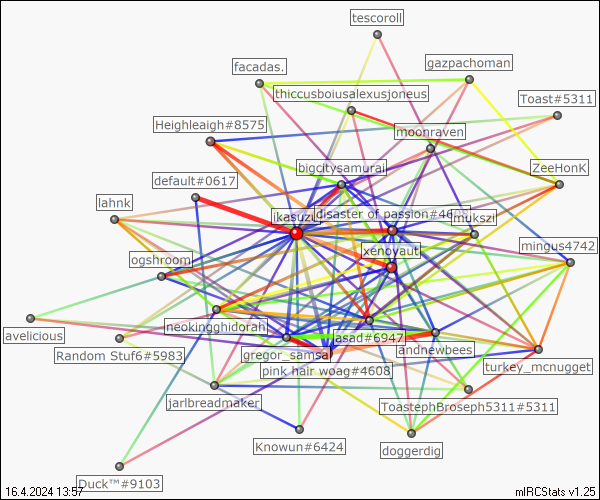 tescoroll
gazpachoman
facadas.
thiccusboiusalexusjoneus
Toast#5311
Heighleaigh#8575
moonraven
bigcitysamurai
ZeeHonK
default#0617
lahnk
ikasuzi
disaster of passion#46
mukszi
mingus4742
xenoyaut
ogshroom
neokingghidorah
avelicious
asad#6947
Random Stuf6#5983
gregor_samsa
andnewbees
pink hair woag#4608
turkey_mcnugget
jarlbreadmaker
ToastephBroseph5311#5311
Knowun#6424
doggerdig
Duck™#9103
16.4.2024 13:57
mIRCStats v1.25